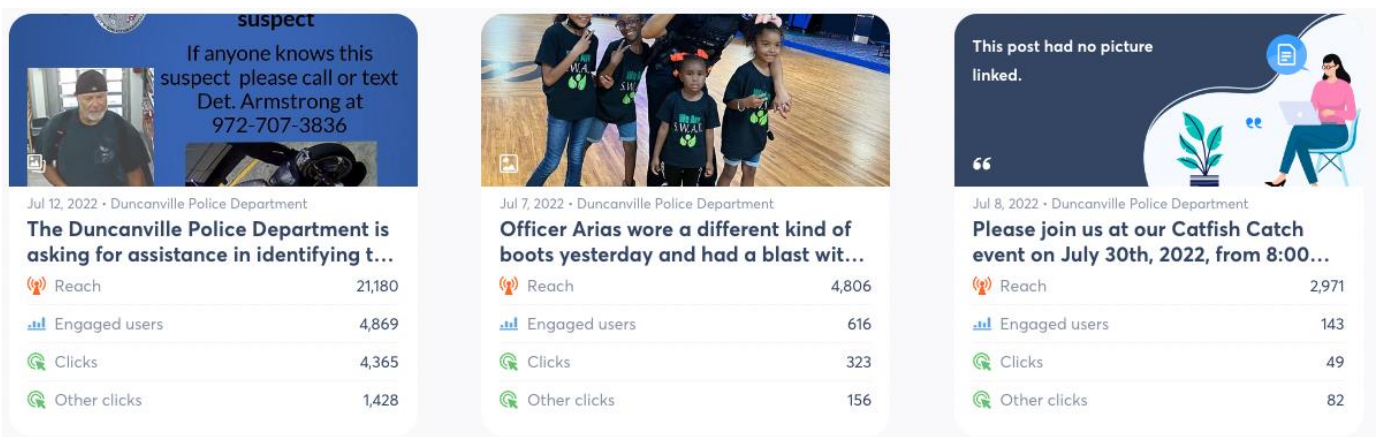 suspect
If anyone knows this
suspect please call or text
Det. Armstrong at
972-707-3836
Jul 12, 2022 • Duncanville Police Department
The Duncanville Police Department is
asking for assistance in identifying t...
Reach 21,180
Engaged users 4,869
Clicks 4,365
Other clicks 1,428
We Are
S.W.A.T.
Jul 7, 2022 • Duncanville Police Department
Officer Arias wore a different kind of
boots yesterday and had a blast wit...
Reach 4,806
Engaged users 616
Clicks 323
Other clicks 156
This post had no picture
linked.
Jul 8, 2022 • Duncanville Police Department
Please join us at our Catfish Catch
event on July 30th, 2022, from 8:00...
Reach 2,971
Engaged users 143
Clicks 49
Other clicks 82